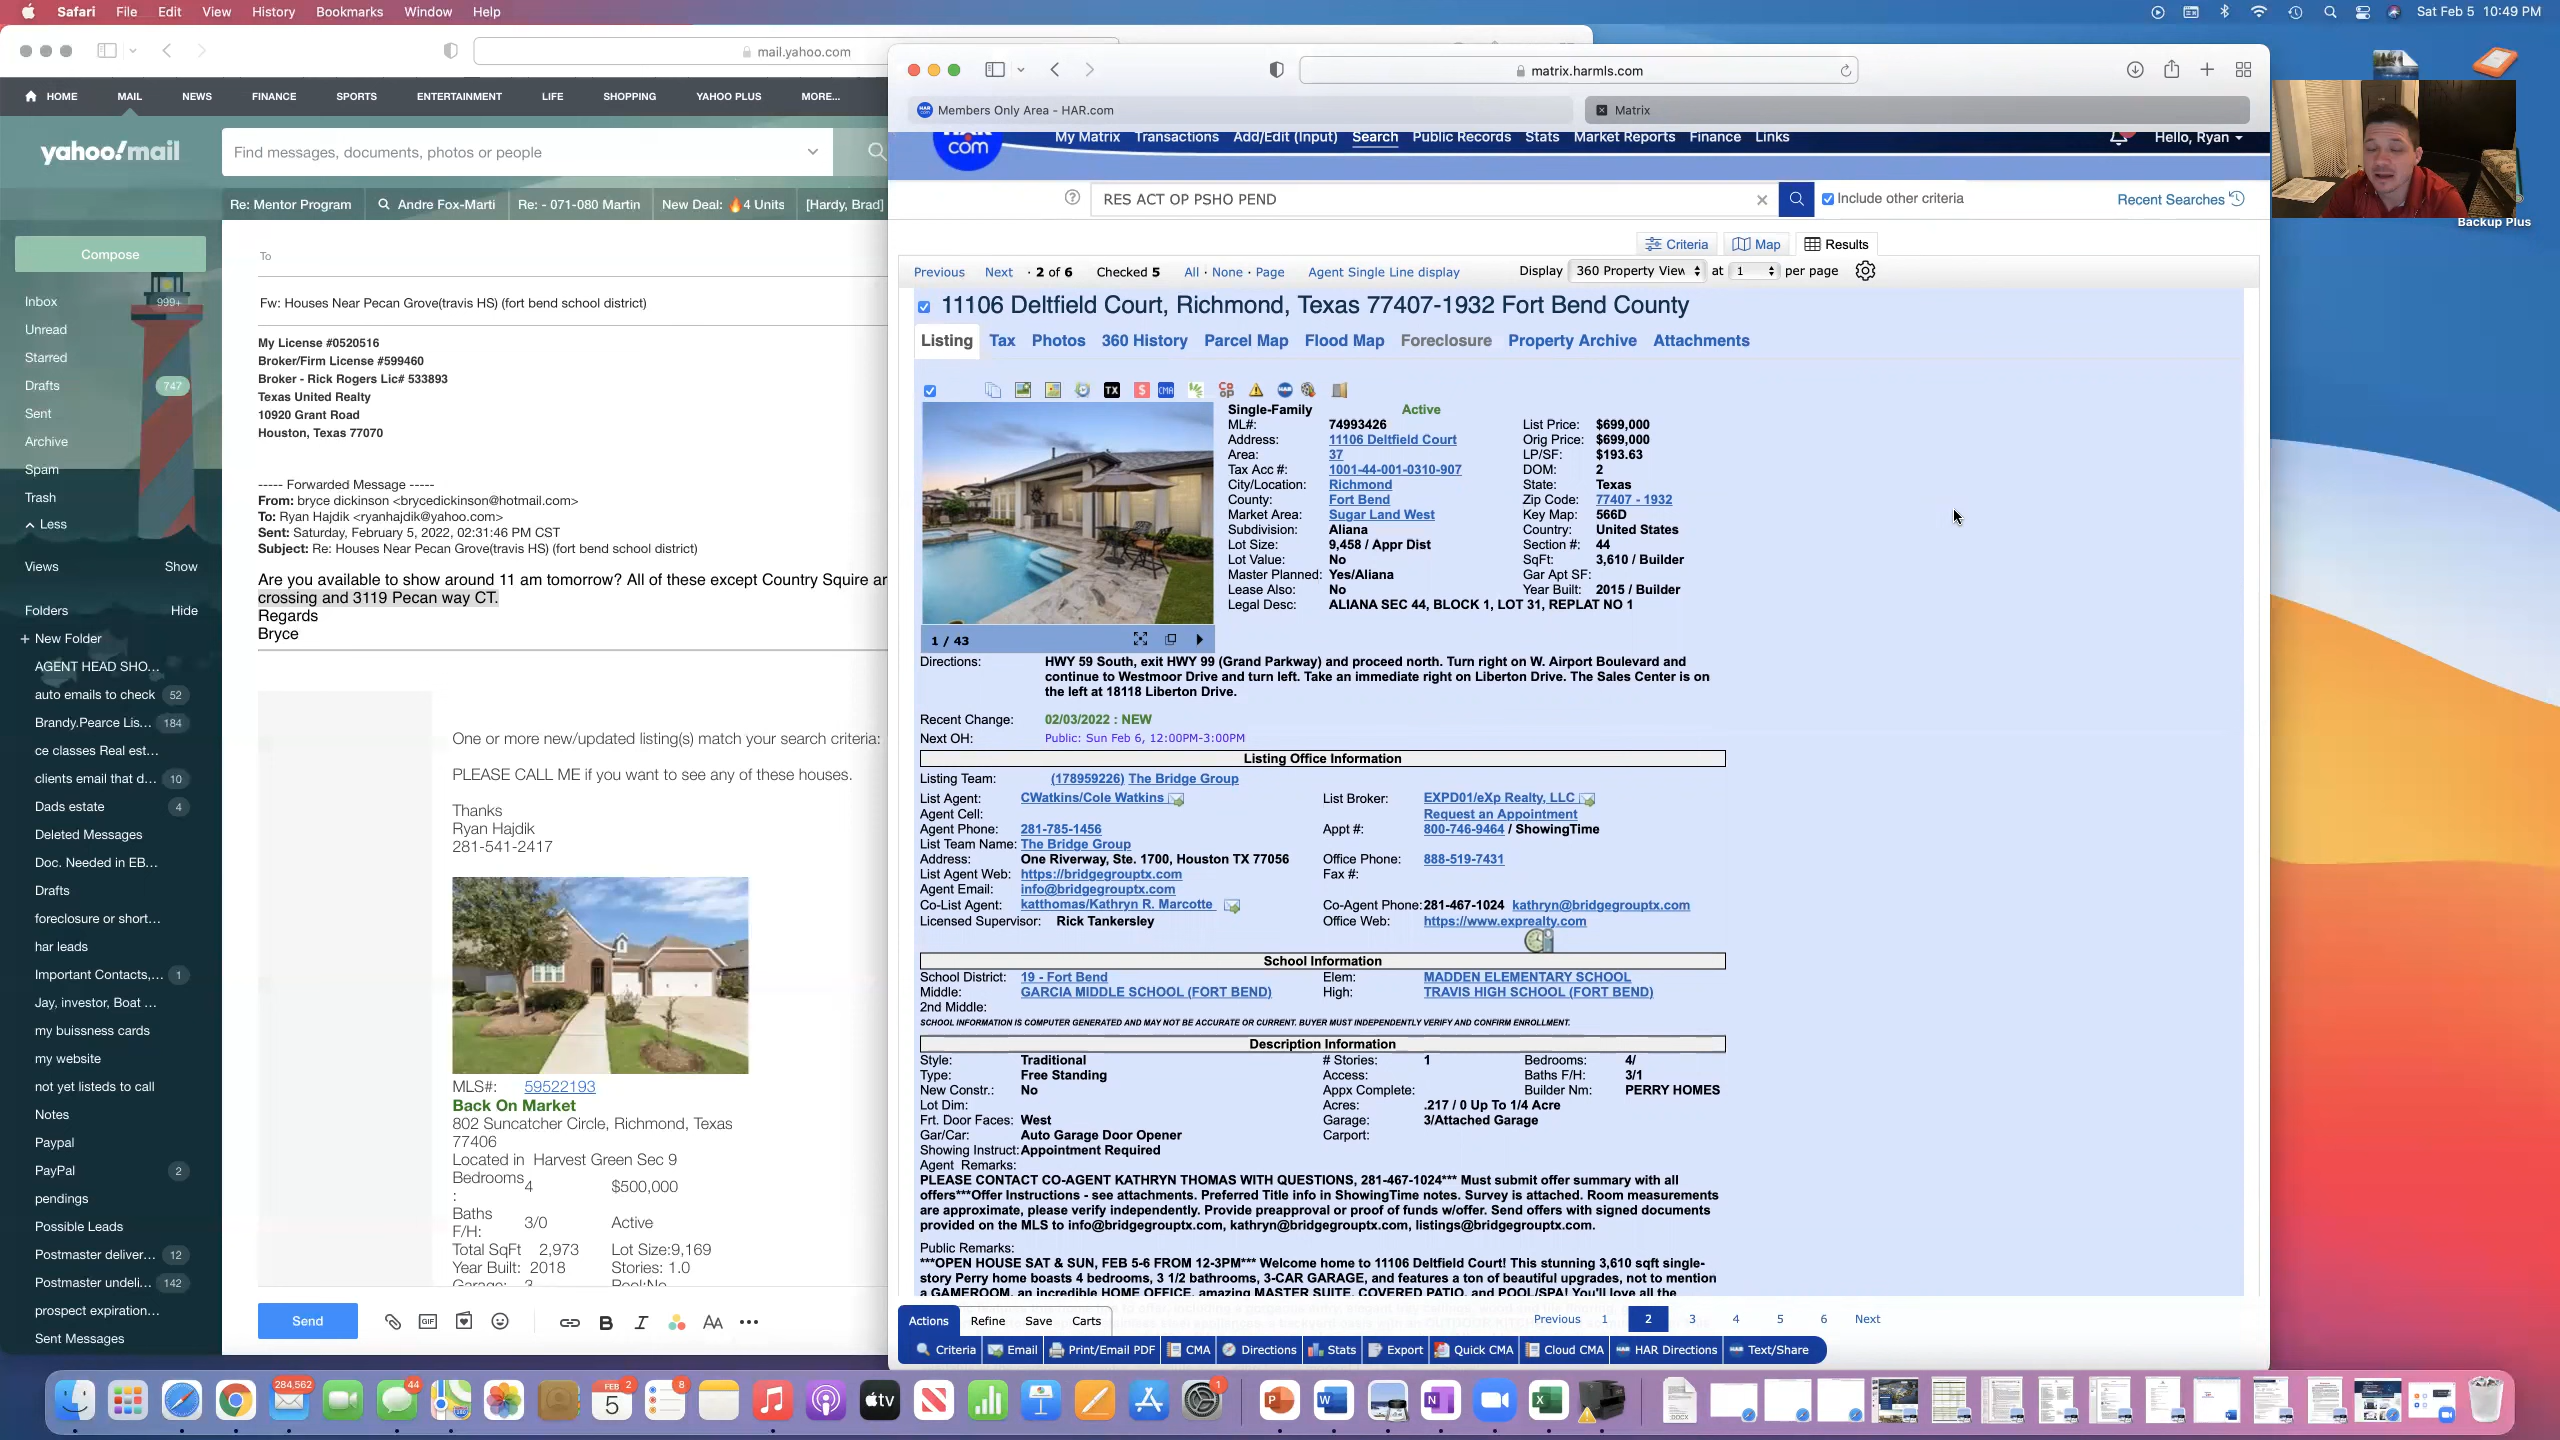 Safari File Edit View History Bookmarks Window Help
Sat Feb 5 10:49 PM
mail.yahoo.com
HOME MAIL NEWS FINANCE SPORTS ENTERTAINMENT LIFE SHOPPING YAHOO PLUS MORE...
yahoo!mail
Find messages, documents, photos or people
Re: Mentor Program Andre Fox-Marti Re: - 071-080 Martin New Deal: 🔥4 Units [Hardy, Brad]
Compose
Inbox 999+
Unread
Starred
Drafts 747
Sent
Archive
Spam
Trash
Less
Views Show
Folders Hide
+ New Folder
AGENT HEAD SHO...
auto emails to check 52
Brandy.Pearce Lis... 184
ce classes Real est...
clients email that d... 10
Dads estate 4
Deleted Messages
Doc. Needed in EB...
Drafts
foreclosure or short...
har leads
Important Contacts,... 1
Jay, investor, Boat ...
my buissness cards
my website
not yet listeds to call
Notes
Paypal
PayPal 2
pendings
Possible Leads
Postmaster deliver... 12
Postmaster undeli... 142
prospect expiration...
Sent Messages
To
Fw: Houses Near Pecan Grove(travis HS) (fort bend school district)
My License #0520516
Broker/Firm License #599460
Broker - Rick Rogers Lic# 533893
Texas United Realty
10920 Grant Road
Houston, Texas 77070
----- Forwarded Message -----
From: bryce dickinson <brycedickinson@hotmail.com>
To: Ryan Hajdik <ryanhajdik@yahoo.com>
Sent: Saturday, February 5, 2022, 02:31:46 PM CST
Subject: Re: Houses Near Pecan Grove(travis HS) (fort bend school district)
Are you available to show around 11 am tomorrow? All of these except Country Squire ar
crossing and 3119 Pecan way CT.
Regards
Bryce
One or more new/updated listing(s) match your search criteria:
PLEASE CALL ME if you want to see any of these houses.
Thanks
Ryan Hajdik
281-541-2417
MLS#: 59522193
Back On Market
802 Suncatcher Circle, Richmond, Texas
77406
Located in Harvest Green Sec 9
Bedrooms
: 4 $500,000
Baths
F/H: 3/0 Active
Total SqFt 2,973 Lot Size:9,169
Year Built: 2018 Stories: 1.0
Garage: 3 Pool:No
Send GIF B I AA
matrix.harmls.com
Members Only Area - HAR.com
Matrix
HAR com
My Matrix Transactions Add/Edit (Input) Search Public Records Stats Market Reports Finance Links
Hello, Ryan
RES ACT OP PSHO PEND
Include other criteria
Recent Searches
Criteria Map Results
Previous Next · 2 of 6 Checked 5 All · None · Page Agent Single Line display Display 360 Property View at 1 per page
11106 Deltfield Court, Richmond, Texas 77407-1932 Fort Bend County
Listing Tax Photos 360 History Parcel Map Flood Map Foreclosure Property Archive Attachments
TX $ CMA CO OP
Single-Family Active
ML#: 74993426 List Price: $699,000
Address: 11106 Deltfield Court Orig Price: $699,000
Area: 37 LP/SF: $193.63
Tax Acc #: 1001-44-001-0310-907 DOM: 2
City/Location: Richmond State: Texas
County: Fort Bend Zip Code: 77407 - 1932
Market Area: Sugar Land West Key Map: 566D
Subdivision: Aliana Country: United States
Lot Size: 9,458 / Appr Dist Section #: 44
Lot Value: No SqFt: 3,610 / Builder
Master Planned: Yes/Aliana Gar Apt SF:
Lease Also: No Year Built: 2015 / Builder
Legal Desc: ALIANA SEC 44, BLOCK 1, LOT 31, REPLAT NO 1
1 / 43
Directions: HWY 59 South, exit HWY 99 (Grand Parkway) and proceed north. Turn right on W. Airport Boulevard and
continue to Westmoor Drive and turn left. Take an immediate right on Liberton Drive. The Sales Center is on
the left at 18118 Liberton Drive.
Recent Change: 02/03/2022 : NEW
Next OH: Public: Sun Feb 6, 12:00PM-3:00PM
Listing Office Information
Listing Team: (178959226) The Bridge Group
List Agent: CWatkins/Cole Watkins List Broker: EXPD01/eXp Realty, LLC
Agent Cell: Request an Appointment
Agent Phone: 281-785-1456 Appt #: 800-746-9464 / ShowingTime
List Team Name: The Bridge Group
Address: One Riverway, Ste. 1700, Houston TX 77056 Office Phone: 888-519-7431
List Agent Web: https://bridgegrouptx.com Fax #:
Agent Email: info@bridgegrouptx.com
Co-List Agent: katthomas/Kathryn R. Marcotte Co-Agent Phone: 281-467-1024 kathryn@bridgegrouptx.com
Licensed Supervisor: Rick Tankersley Office Web: https://www.exprealty.com
School Information
School District: 19 - Fort Bend Elem: MADDEN ELEMENTARY SCHOOL
Middle: GARCIA MIDDLE SCHOOL (FORT BEND) High: TRAVIS HIGH SCHOOL (FORT BEND)
2nd Middle:
SCHOOL INFORMATION IS COMPUTER GENERATED AND MAY NOT BE ACCURATE OR CURRENT. BUYER MUST INDEPENDENTLY VERIFY AND CONFIRM ENROLLMENT.
Description Information
Style: Traditional # Stories: 1 Bedrooms: 4/
Type: Free Standing Access: Baths F/H: 3/1
New Constr.: No Appx Complete: Builder Nm: PERRY HOMES
Lot Dim: Acres: .217 / 0 Up To 1/4 Acre
Frt. Door Faces: West Garage: 3/Attached Garage
Gar/Car: Auto Garage Door Opener Carport:
Showing Instruct: Appointment Required
Agent Remarks:
PLEASE CONTACT CO-AGENT KATHRYN THOMAS WITH QUESTIONS, 281-467-1024*** Must submit offer summary with all
offers***Offer Instructions - see attachments. Preferred Title info in ShowingTime notes. Survey is attached. Room measurements
are approximate, please verify independently. Provide preapproval or proof of funds w/offer. Send offers with signed documents
provided on the MLS to info@bridgegrouptx.com, kathryn@bridgegrouptx.com, listings@bridgegrouptx.com.
Public Remarks:
***OPEN HOUSE SAT & SUN, FEB 5-6 FROM 12-3PM*** Welcome home to 11106 Deltfield Court! This stunning 3,610 sqft single-
story Perry home boasts 4 bedrooms, 3 1/2 bathrooms, 3-CAR GARAGE, and features a ton of beautiful upgrades, not to mention
a GAMEROOM, an incredible HOME OFFICE, amazing MASTER SUITE, COVERED PATIO, and POOL/SPA! You'll love all the
Actions Refine Save Carts
Previous 1 2 3 4 5 6 Next
Criteria Email Print/Email PDF CMA Directions Stats Export Quick CMA Cloud CMA HAR Directions Text/Share
Backup Plus
284,562 44 FEB 5 2 8 tv 1 P W N X DOCX